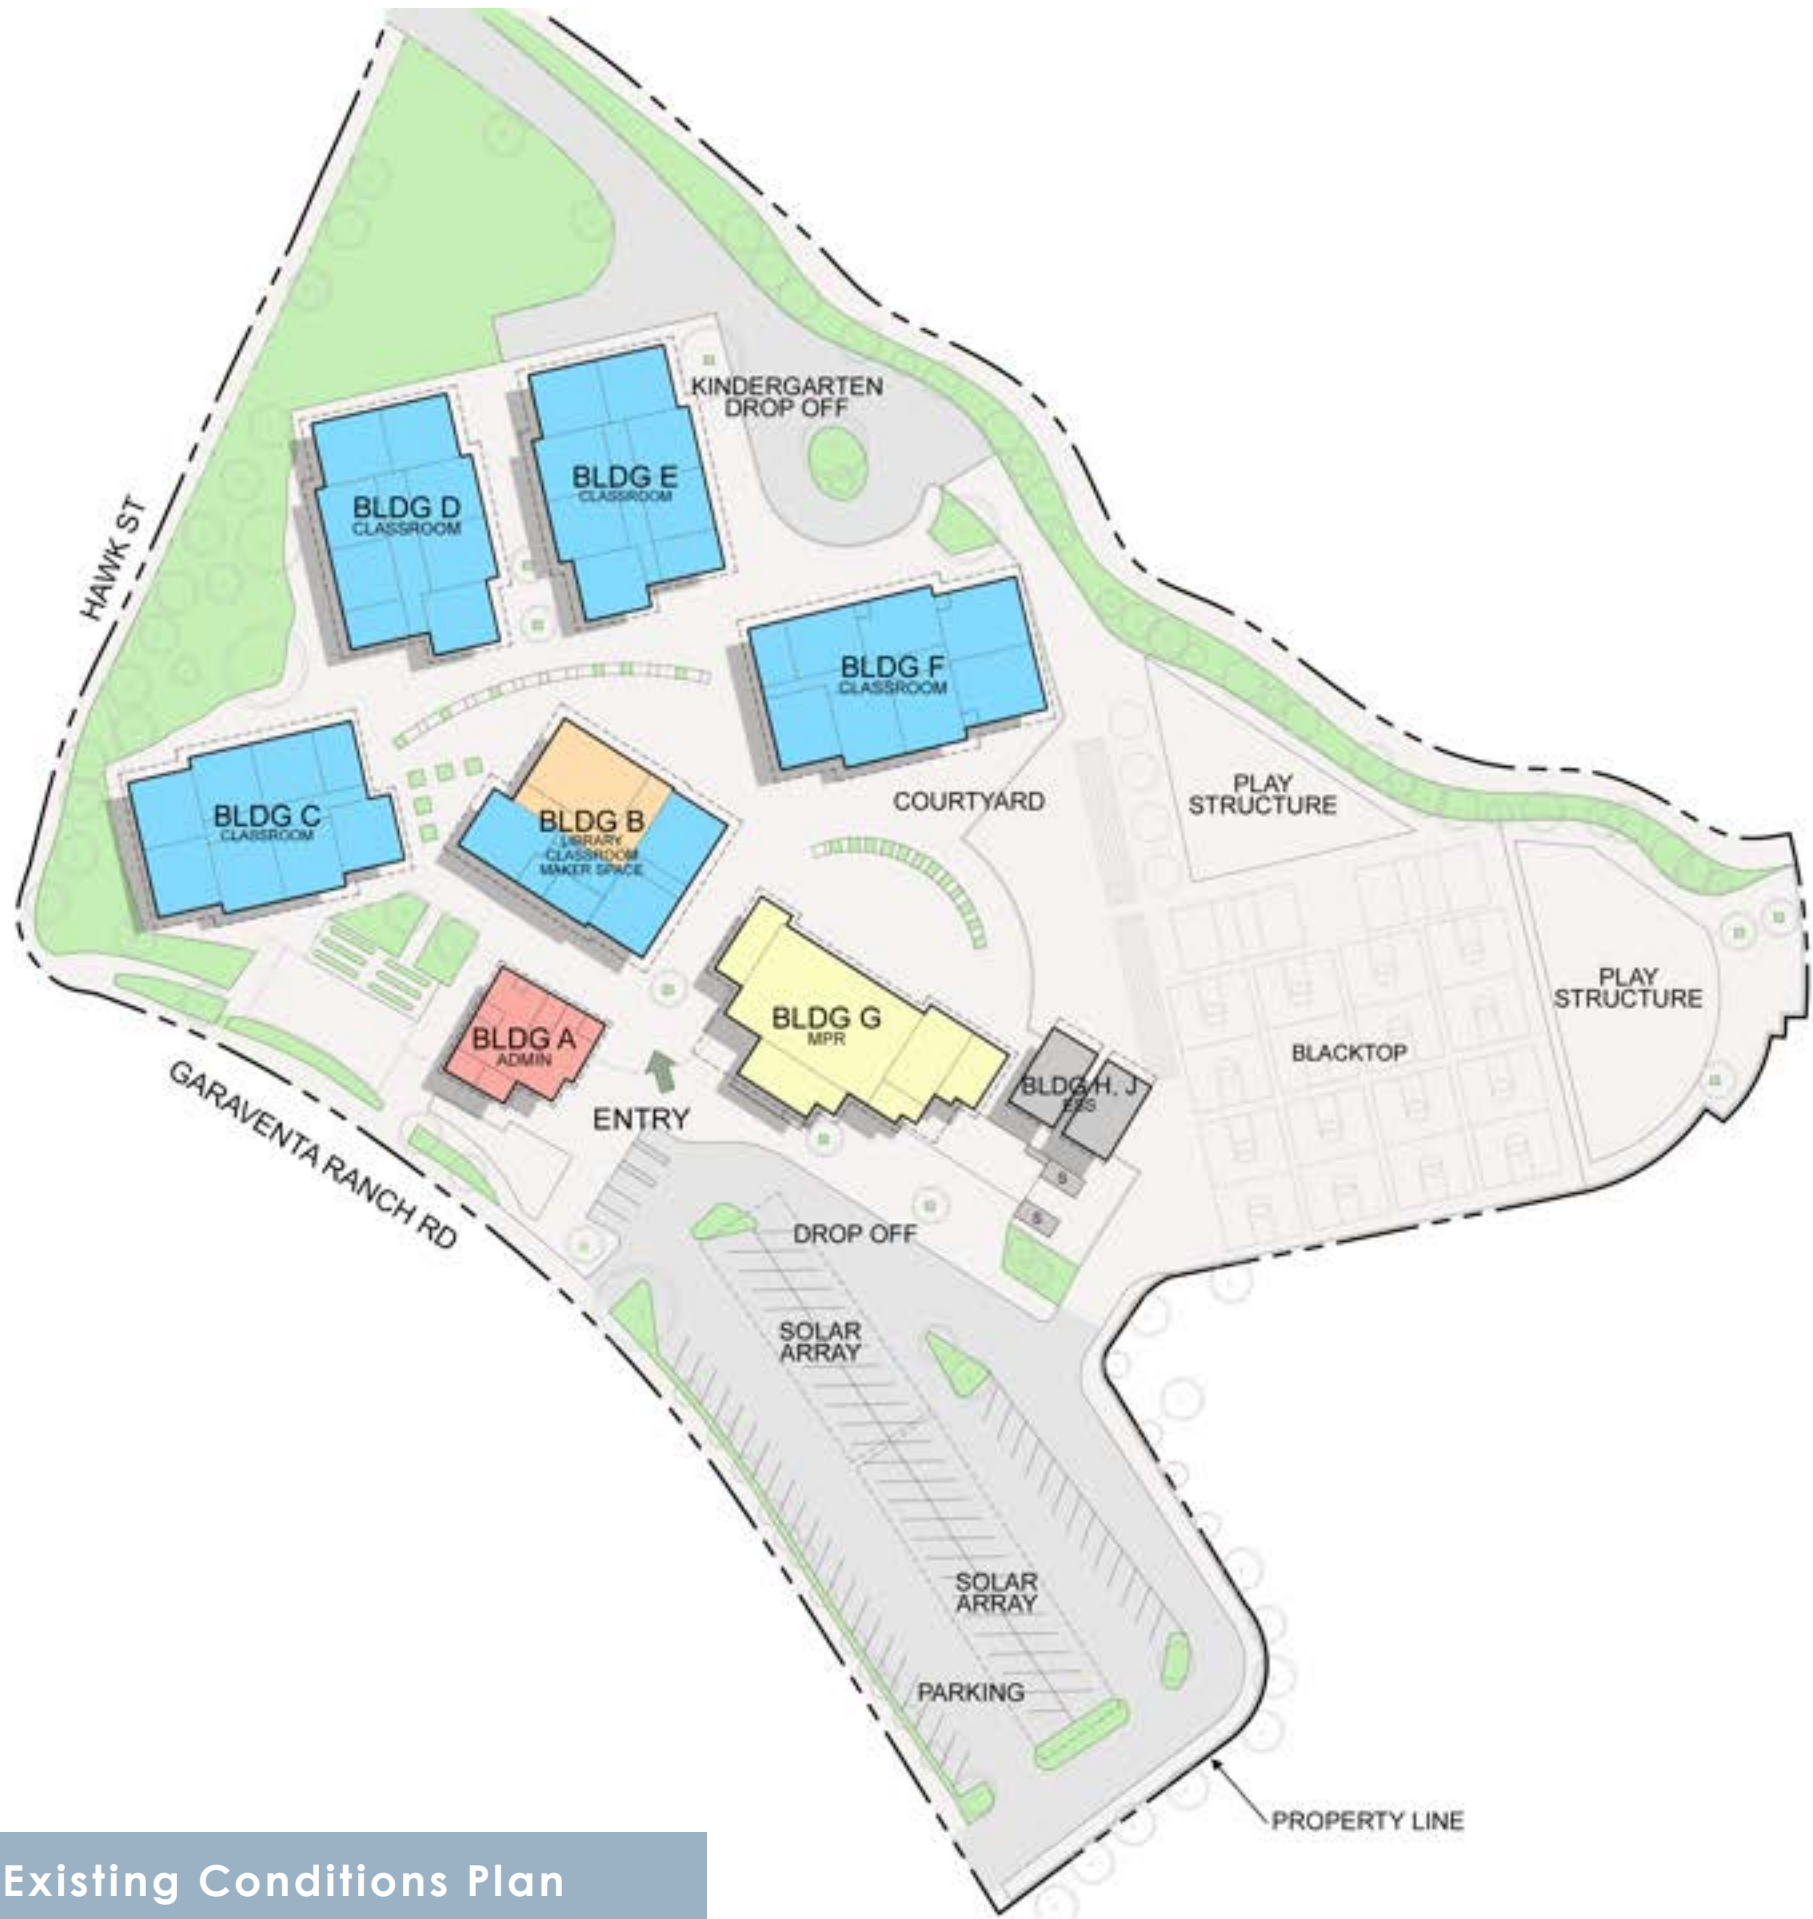 KINDERGARTEN
DROP OFF
BLDG E
CLASSROOM
BLDG D
CLASSROOM
HAWK ST
BLDG F
CLASSROOM
COURTYARD
PLAY
STRUCTURE
BLDG C
CLASSROOM
BLDG B
LIBRARY
CLASSROOM
MAKER SPACE
PLAY
STRUCTURE
BLDG G
MPR
BLDG A
ADMIN
BLACKTOP
BLDG H, J
ESS
ENTRY
GARAVENTA RANCH RD
S
S
DROP OFF
SOLAR
ARRAY
SOLAR
ARRAY
PARKING
PROPERTY LINE
Existing Conditions Plan